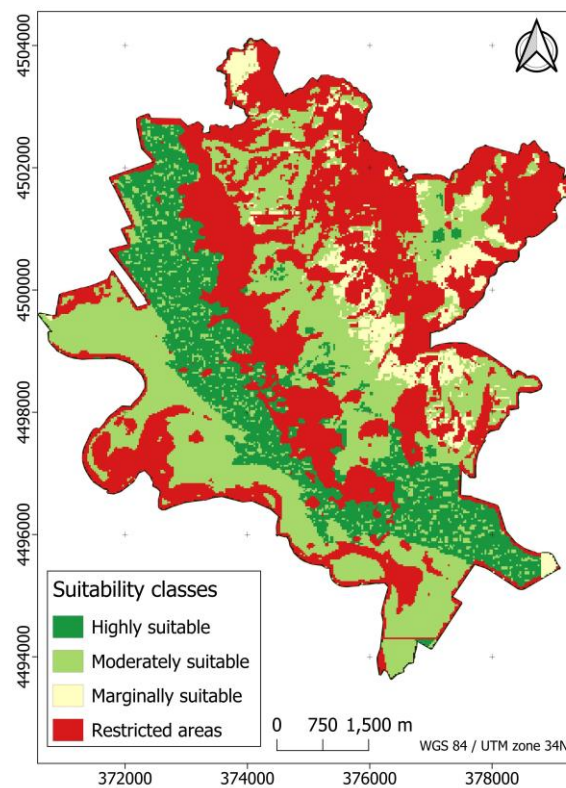 4504000
4502000
4500000
4498000
4496000
4494000
Suitability classes
Highly suitable
Moderately suitable
Marginally suitable
Restricted areas
0 750 1,500 m
WGS 84 / UTM zone 34N
372000 374000 376000 378000